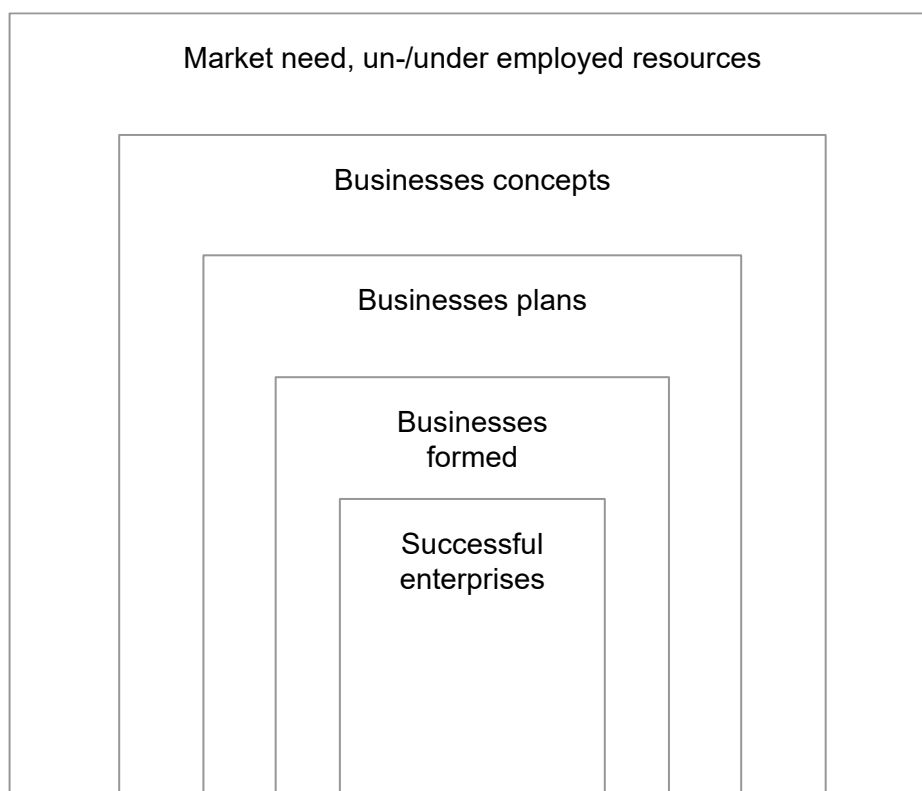 Market need, un-/under employed resources
Businesses concepts
Businesses plans
Businesses
formed
Successful
enterprises